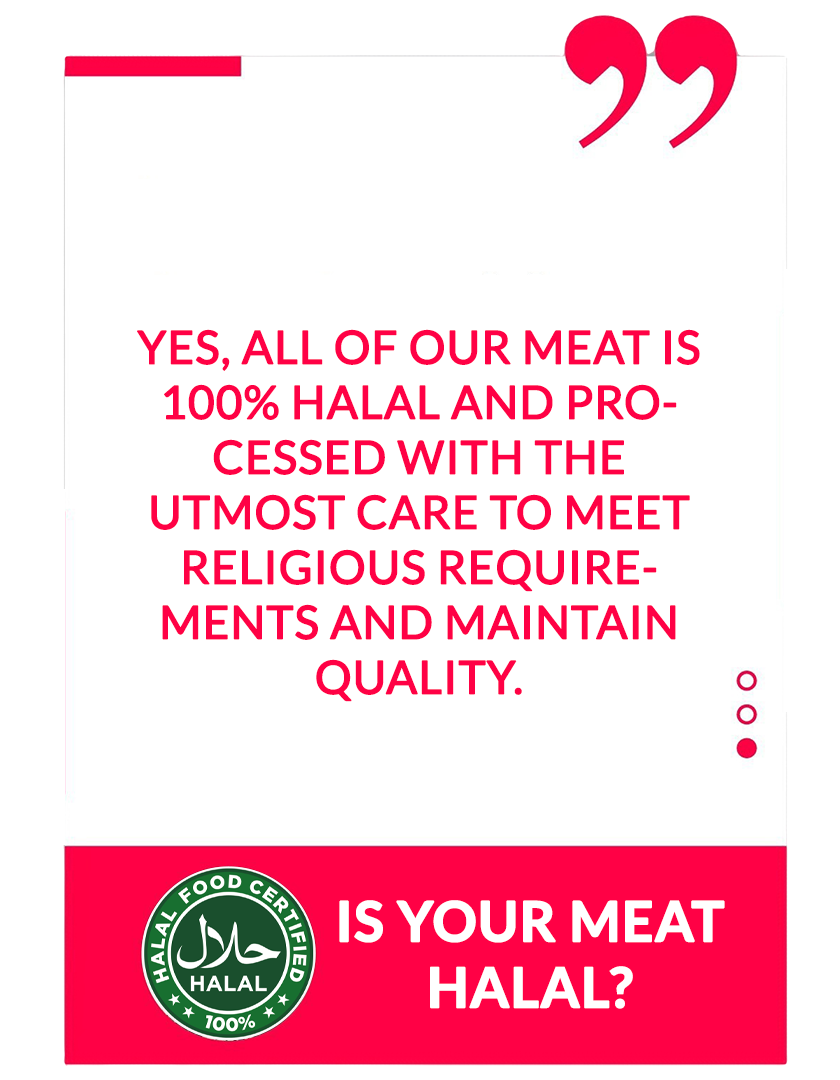 ”
YES, ALL OF OUR MEAT IS
100% HALAL AND PRO-
CESSED WITH THE
UTMOST CARE TO MEET
RELIGIOUS REQUIRE-
MENTS AND MAINTAIN
QUALITY.
HALAL FOOD CERTIFIED
حلال
HALAL
100%
IS YOUR MEAT
HALAL?